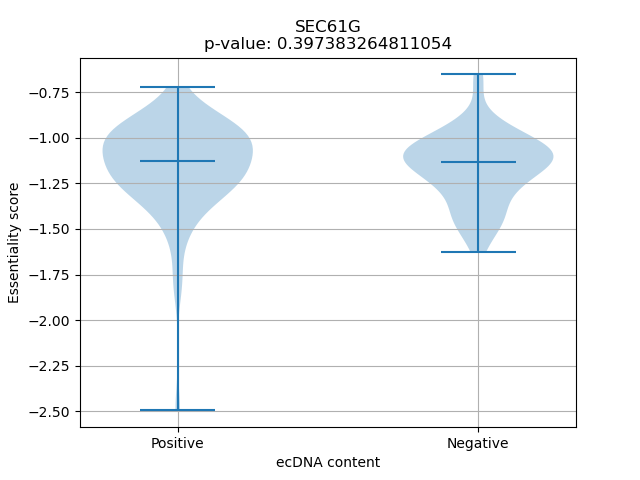 SEC61G
p-value: 0.397383264811054
Essentiality score
−0.75
−1.00
−1.25
−1.50
−1.75
−2.00
−2.25
−2.50
Positive
Negative
ecDNA content